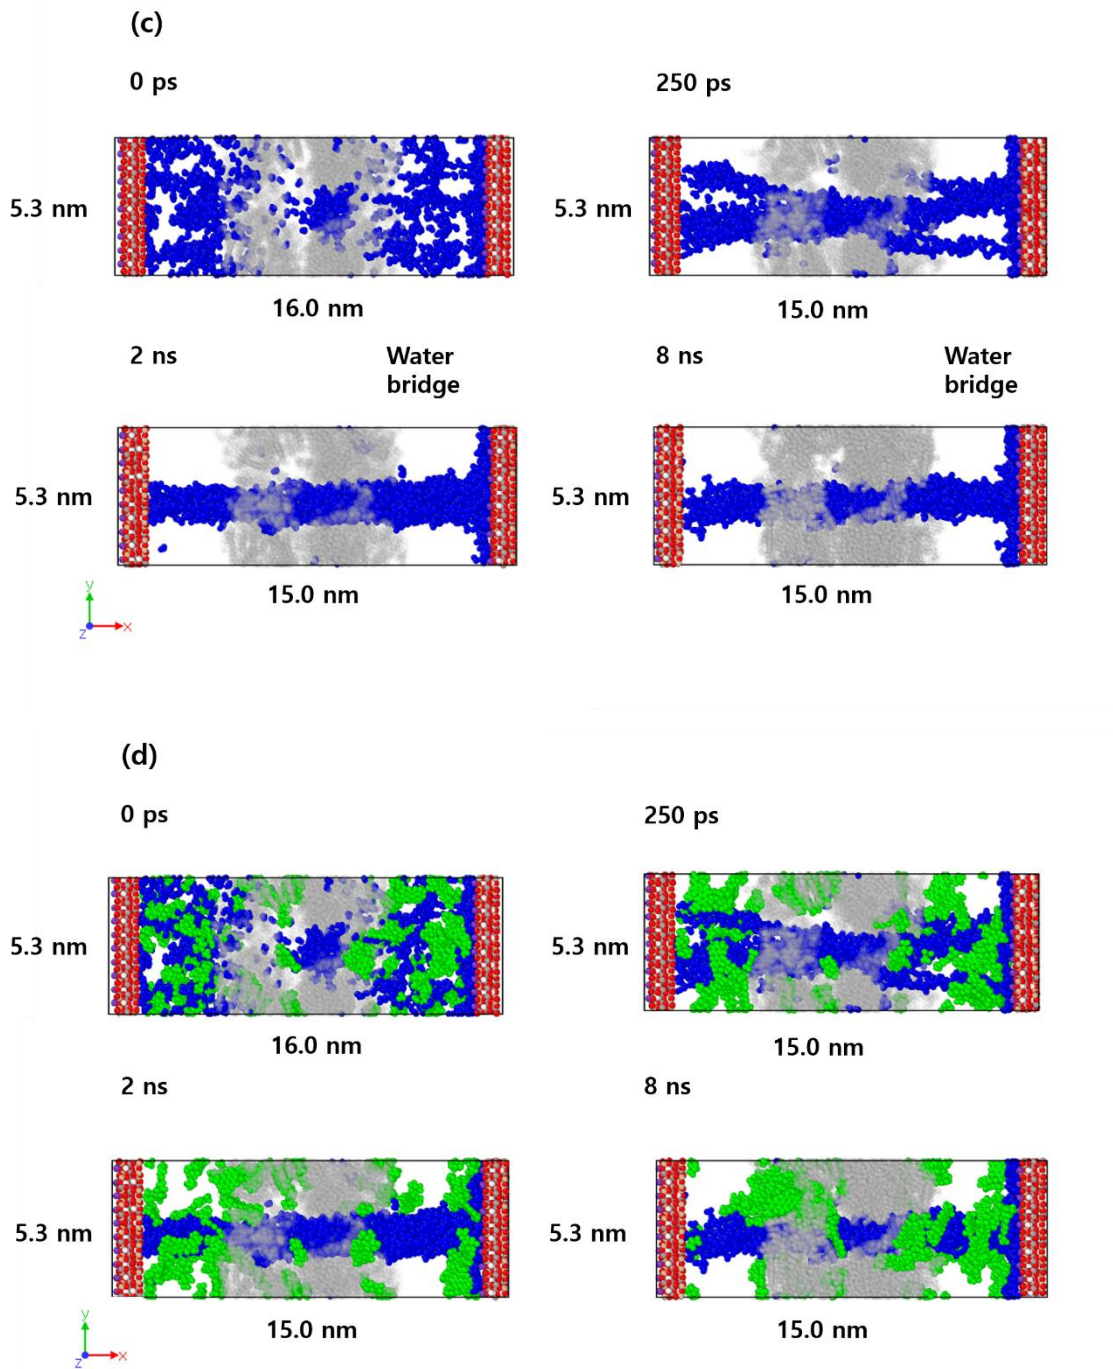 (c)
0 ps
250 ps
5.3 nm
5.3 nm
16.0 nm
15.0 nm
2 ns
Water
bridge
8 ns
Water
bridge
5.3 nm
5.3 nm
15.0 nm
15.0 nm
y
z
x
(d)
0 ps
250 ps
5.3 nm
5.3 nm
16.0 nm
15.0 nm
2 ns
8 ns
5.3 nm
5.3 nm
15.0 nm
15.0 nm
y
z
x